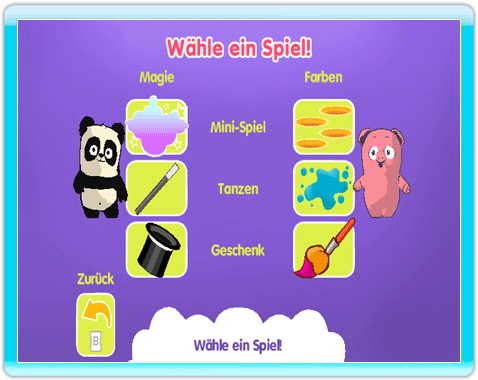 Wähle ein Spiel!
Magie Farben
Mini-Spiel
Tanzen
Geschenk
Zurück
B
Wähle ein Spiel!